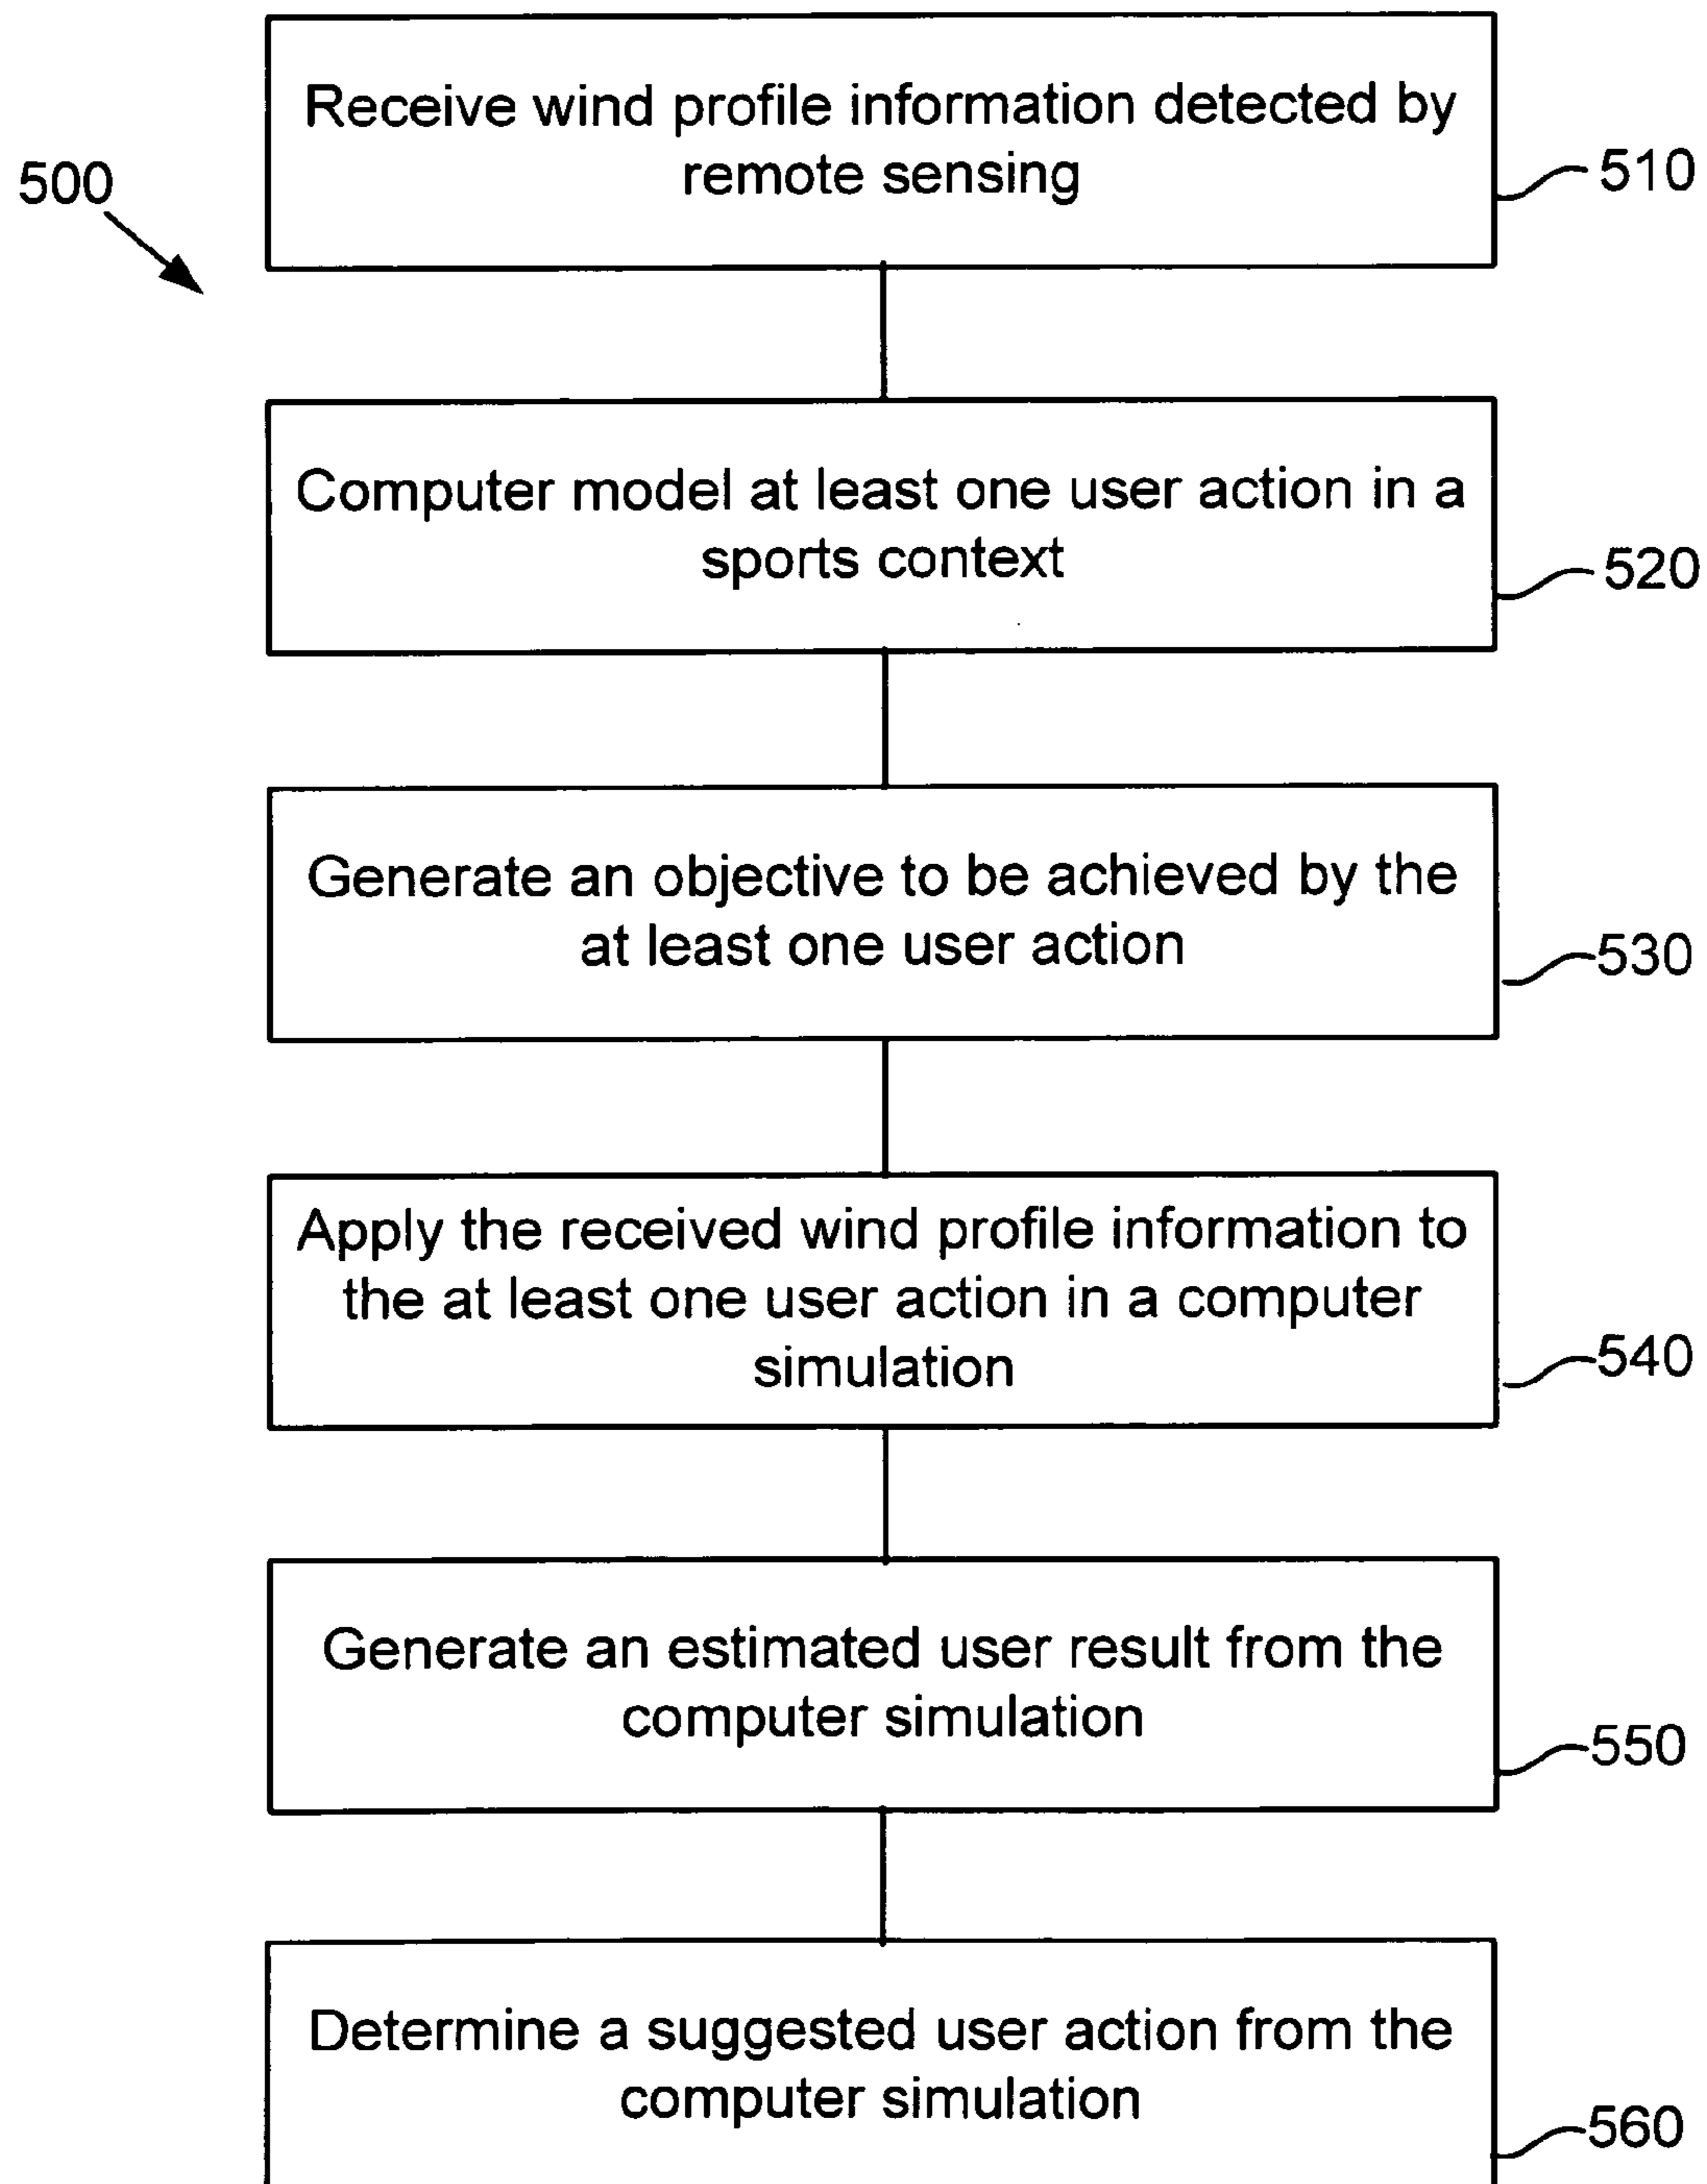 Receive wind profile information detected by
remote sensing
500
510
Computer model at least one user action in a
sports context
520
Generate an objective to be achieved by the
at least one user action
530
Apply the received wind profile information to
the at least one user action in a computer
simulation
540
Generate an estimated user result from the
computer simulation
550
Determine a suggested user action from the
computer simulation
560